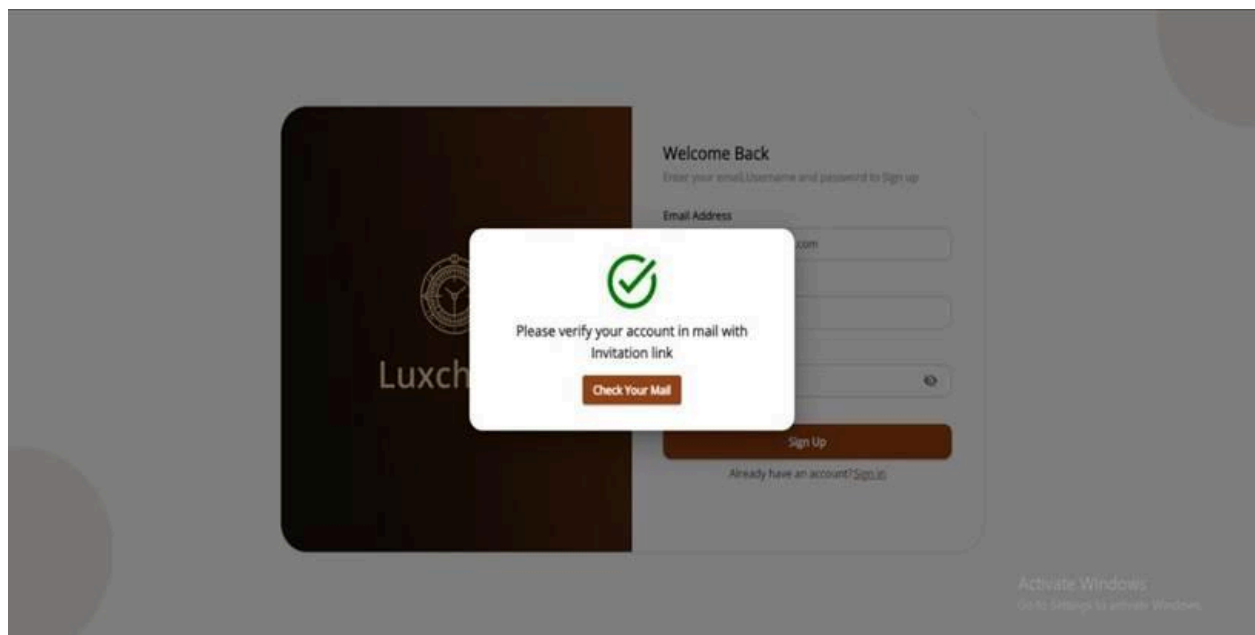 Welcome Back
Enter your email,Username and password to Sign up
Email Address
.com
Please verify your account in mail with
Invitation link
Check Your Mail
Luxch
Sign Up
Already have an account?Sign in
Activate Windows
Go to Settings to activate Windows.